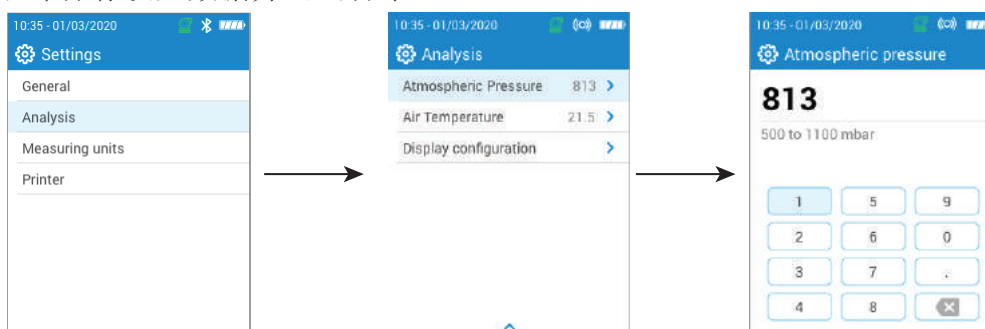 10:35 - 01/03/2020
Settings
General
Analysis
Measuring units
Printer
10:35 - 01/03/2020
Analysis
Atmospheric Pressure 813
Air Temperature 21.5
Display configuration
10:35 - 01/03/2020
Atmospheric pressure
813
500 to 1100 mbar
1 5 9
2 6 0
3 7 .
4 8